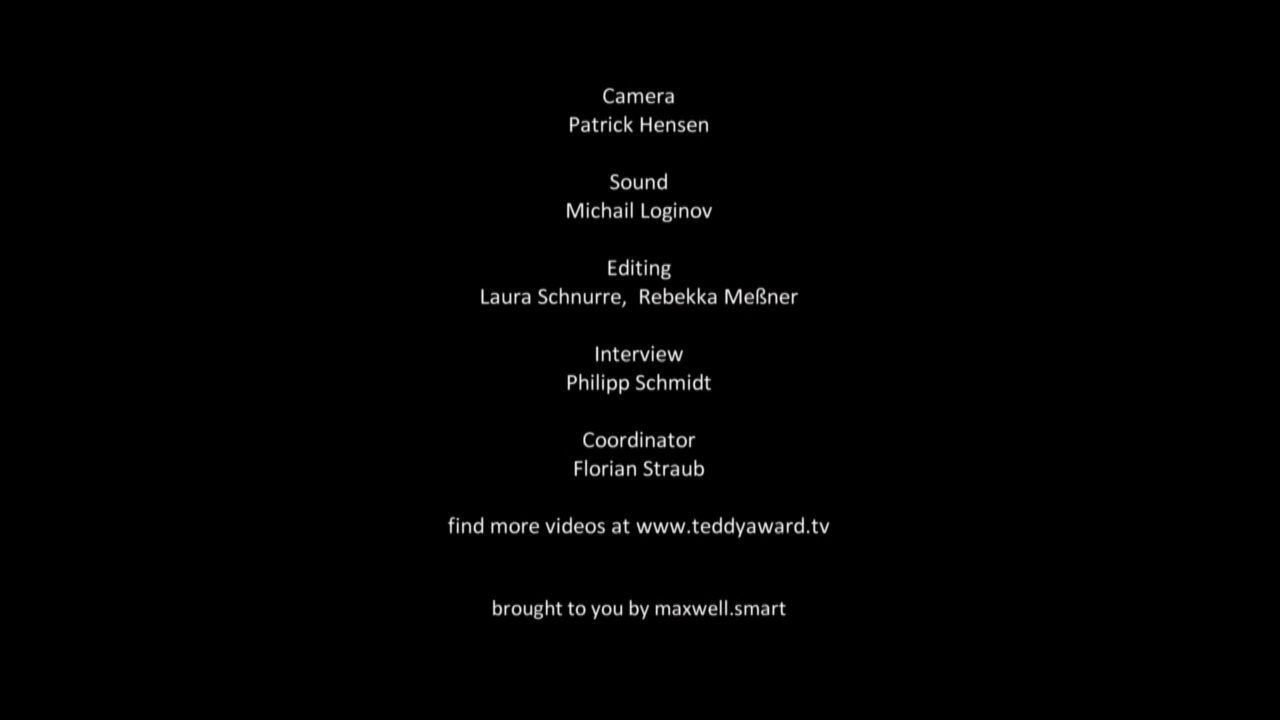 Camera
Patrick Hensen
Sound
Michail Loginov
Editing
Laura Schnurre,  Rebekka Meßner
Interview
Philipp Schmidt
Coordinator
Florian Straub
find more videos at www.teddyaward.tv
brought to you by maxwell.smart